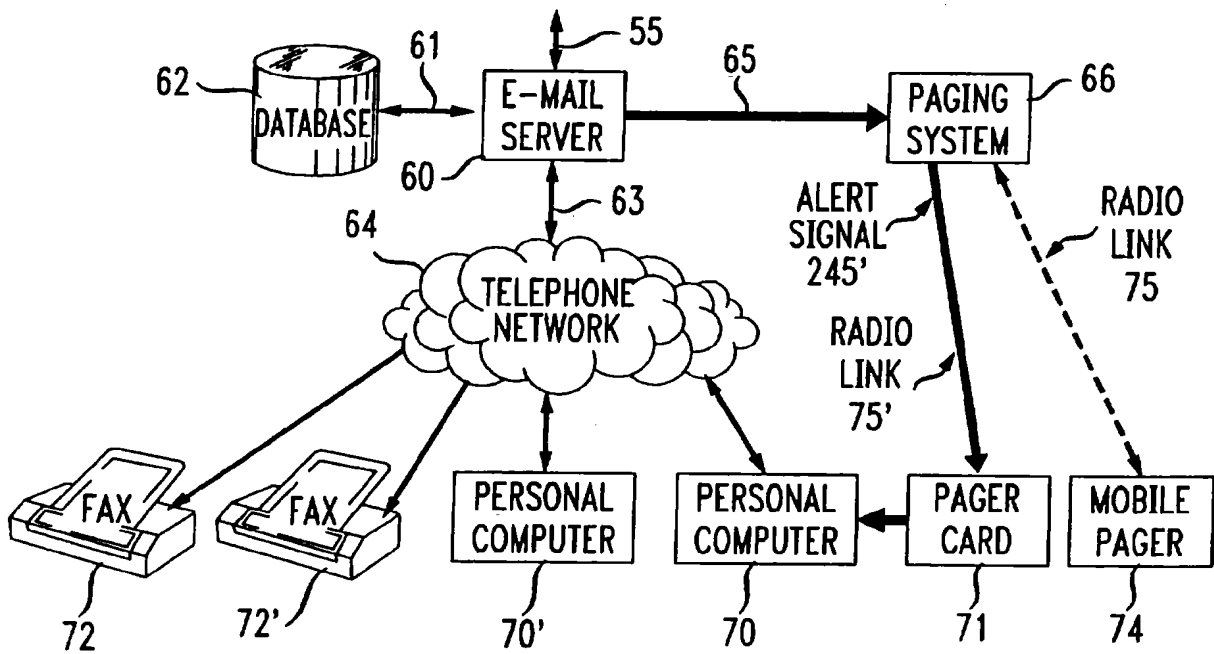 55
61
65
62
66
DATABASE
E-MAIL
SERVER
PAGING
SYSTEM
60
63
64
ALERT
SIGNAL
245'
RADIO
LINK
75
TELEPHONE
NETWORK
RADIO
LINK
75'
FAX
FAX
PERSONAL
COMPUTER
PERSONAL
COMPUTER
PAGER
CARD
MOBILE
PAGER
72
72'
70'
70
71
74